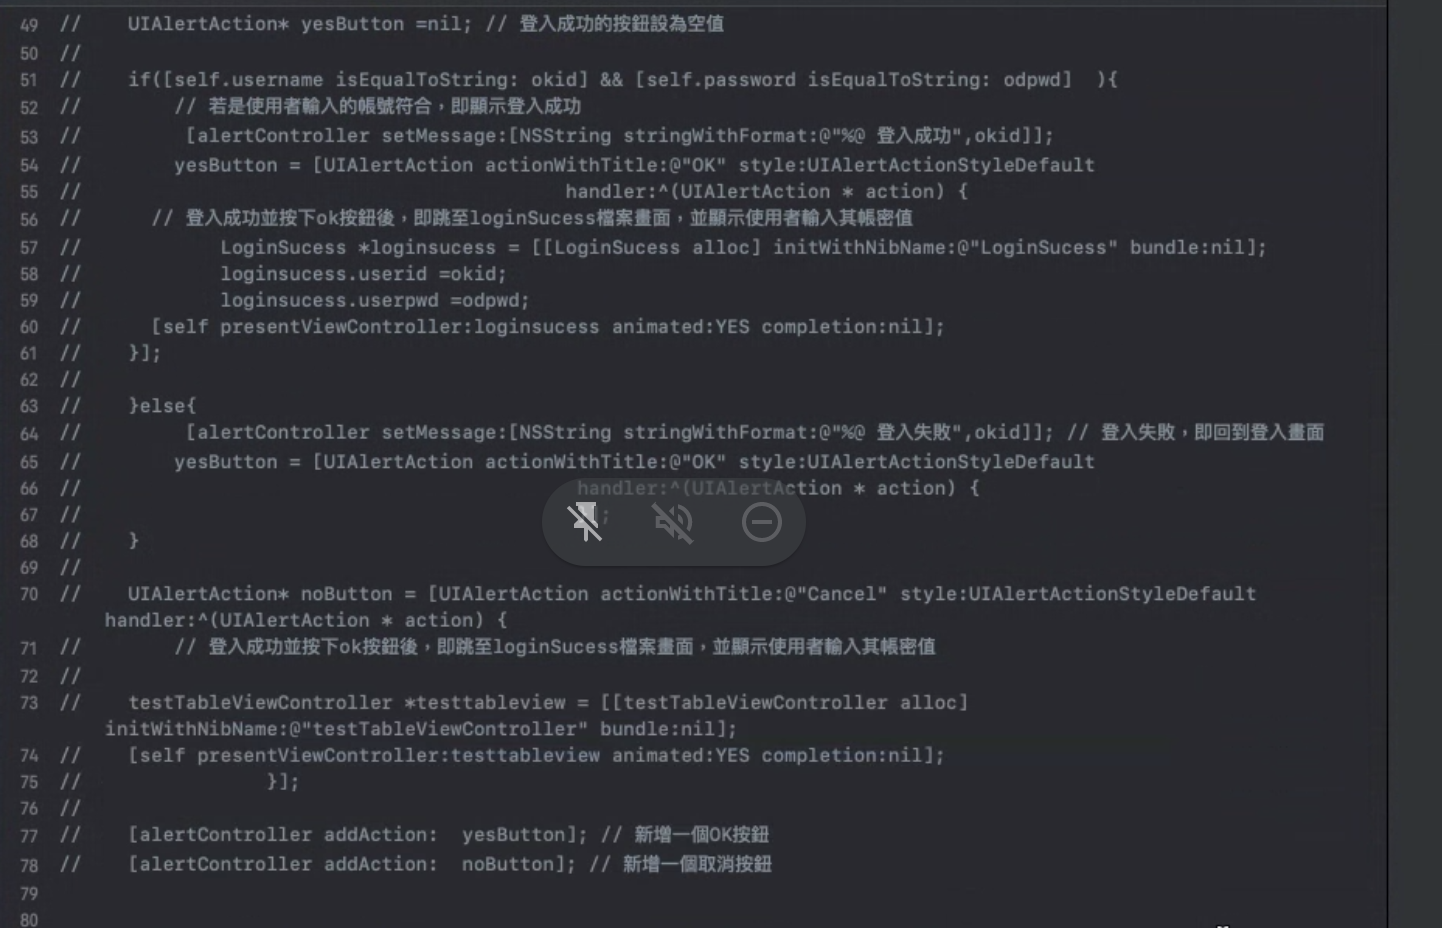 49 //    UIAlertAction* yesButton =nil; // 登入成功的按鈕設為空值
50 //
51 //    if([self.username isEqualToString: okid] && [self.password isEqualToString: odpwd]  ){
52 //        // 若是使用者輸入的帳號符合，即顯示登入成功
53 //         [alertController setMessage:[NSString stringWithFormat:@"%@ 登入成功",okid]];
54 //        yesButton = [UIAlertAction actionWithTitle:@"OK" style:UIAlertActionStyleDefault
55 //                                          handler:^(UIAlertAction * action) {
56 //      // 登入成功並按下ok按鈕後，即跳至loginSucess檔案畫面，並顯示使用者輸入其帳密值
57 //            LoginSucess *loginsucess = [[LoginSucess alloc] initWithNibName:@"LoginSucess" bundle:nil];
58 //            loginsucess.userid =okid;
59 //            loginsucess.userpwd =odpwd;
60 //      [self presentViewController:loginsucess animated:YES completion:nil];
61 //    }];
62 //
63 //    }else{
64 //         [alertController setMessage:[NSString stringWithFormat:@"%@ 登入失敗",okid]]; // 登入失敗，即回到登入畫面
65 //        yesButton = [UIAlertAction actionWithTitle:@"OK" style:UIAlertActionStyleDefault
66 //                                           handler:^(UIAlertAction * action) {
67 //                                           }];
68 //    }
69 //
70 //    UIAlertAction* noButton = [UIAlertAction actionWithTitle:@"Cancel" style:UIAlertActionStyleDefault
handler:^(UIAlertAction * action) {
71 //        // 登入成功並按下ok按鈕後，即跳至loginSucess檔案畫面，並顯示使用者輸入其帳密值
72 //
73 //    testTableViewController *testtableview = [[testTableViewController alloc]
initWithNibName:@"testTableViewController" bundle:nil];
74 //    [self presentViewController:testtableview animated:YES completion:nil];
75 //                }];
76 //
77 //    [alertController addAction:  yesButton]; // 新增一個OK按鈕
78 //    [alertController addAction:  noButton]; // 新增一個取消按鈕
79
80